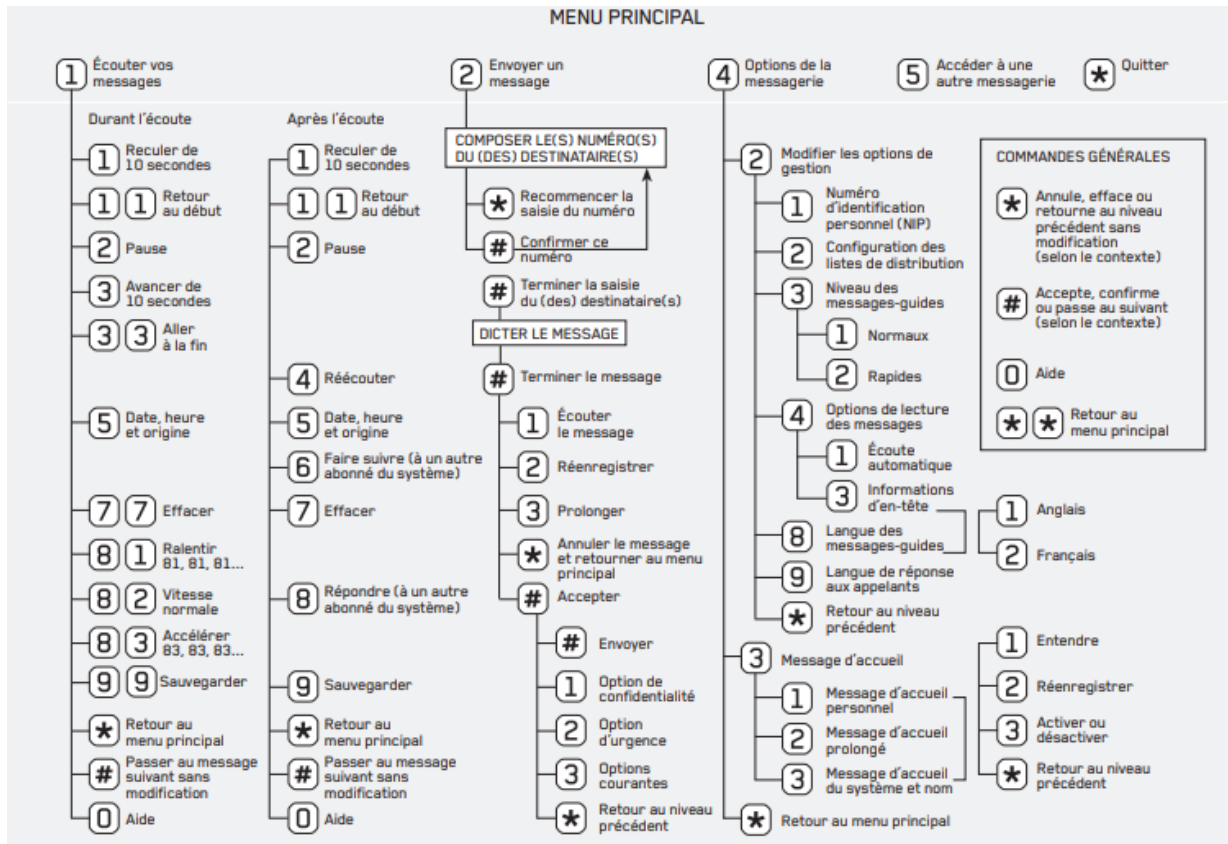 MENU PRINCIPAL
1 Écouter vos
messages
Durant l'écoute
1 Reculer de
10 secondes
1 1 Retour
au début
2 Pause
3 Avancer de
10 secondes
3 3 Aller
à la fin
5 Date, heure
et origine
7 7 Effacer
8 1 Ralentir
81, 81, 81...
8 2 Vitesse
normale
8 3 Accélérer
83, 83, 83...
9 9 Sauvegarder
* Retour au
menu principal
# Passer au message
suivant sans
modification
0 Aide
Après l'écoute
1 Reculer de
10 secondes
1 1 Retour
au début
2 Pause
4 Réécouter
5 Date, heure
et origine
6 Faire suivre (à un autre
abonné du système)
7 Effacer
8 Répondre (à un autre
abonné du système)
9 Sauvegarder
* Retour au
menu principal
# Passer au message
suivant sans
modification
0 Aide
2 Envoyer un
message
COMPOSER LE(S) NUMÉRO(S)
DU (DES) DESTINATAIRE(S)
* Recommencer la
saisie du numéro
# Confirmer ce
numéro
# Terminer la saisie
du (des) destinataire(s)
DICTER LE MESSAGE
# Terminer le message
1 Écouter
le message
2 Réenregistrer
3 Prolonger
* Annuler le message
et retourner au menu
principal
# Accepter
# Envoyer
1 Option de
confidentialité
2 Option
d'urgence
3 Options
courantes
* Retour au niveau
précédent
4 Options de la
messagerie
2 Modifier les options de
gestion
1 Numéro
d'identification
personnel (NIP)
2 Configuration des
listes de distribution
3 Niveau des
messages-guides
1 Normaux
2 Rapides
4 Options de lecture
des messages
1 Écoute
automatique
3 Informations
d'en-tête
8 Langue des
messages-guides
1 Anglais
2 Français
9 Langue de réponse
aux appelants
* Retour au niveau
précédent
3 Message d'accueil
1 Message d'accueil
personnel
2 Message d'accueil
prolongé
3 Message d'accueil
du système et nom
1 Entendre
2 Réenregistrer
3 Activer ou
désactiver
* Retour au niveau
précédent
* Retour au menu principal
5 Accéder à une
autre messagerie
* Quitter
COMMANDES GÉNÉRALES
* Annule, efface ou
retourne au niveau
précédent sans
modification
(selon le contexte)
# Accepte, confirme
ou passe au suivant
(selon le contexte)
0 Aide
* * Retour au
menu principal